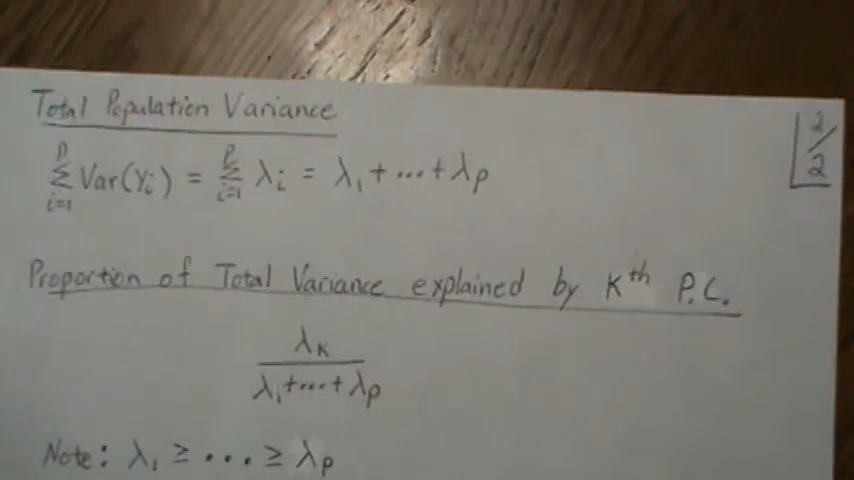 Total Population Variance
2/2
∑_{i=1}^{p} Var(Yi) = ∑_{i=1}^{p} λi = λ1 + ... + λp
Proportion of Total Variance explained by Kth P.C.
λK / (λ1 + ... + λp)
Note: λ1 ≥ ... ≥ λp